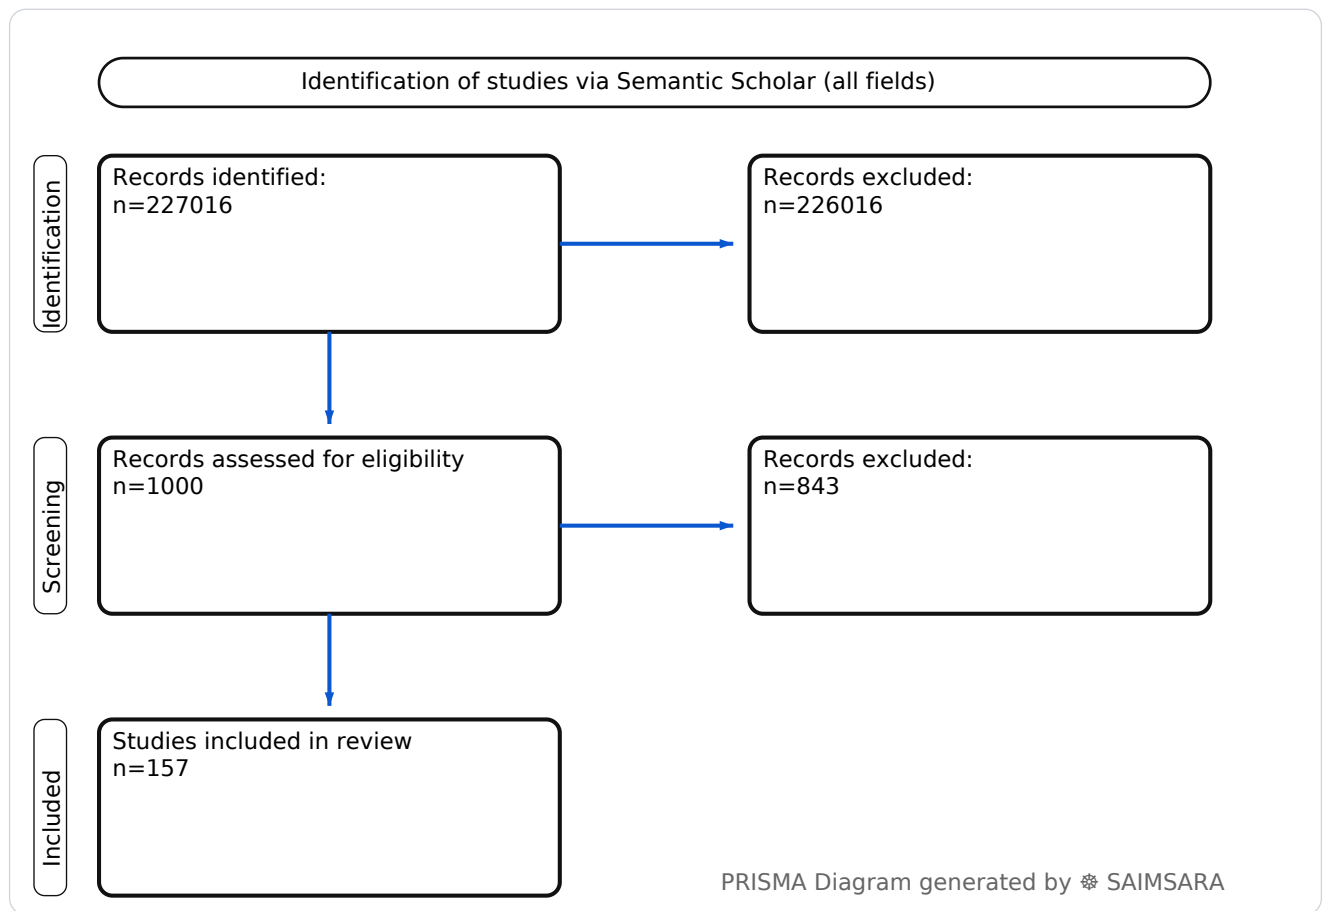 Identification of studies via Semantic Scholar (all fields)
Identification
Records identified:
n=227016
Records excluded:
n=226016
Screening
Records assessed for eligibility
n=1000
Records excluded:
n=843
Included
Studies included in review
n=157
PRISMA Diagram generated by ☸ SAIMSARA